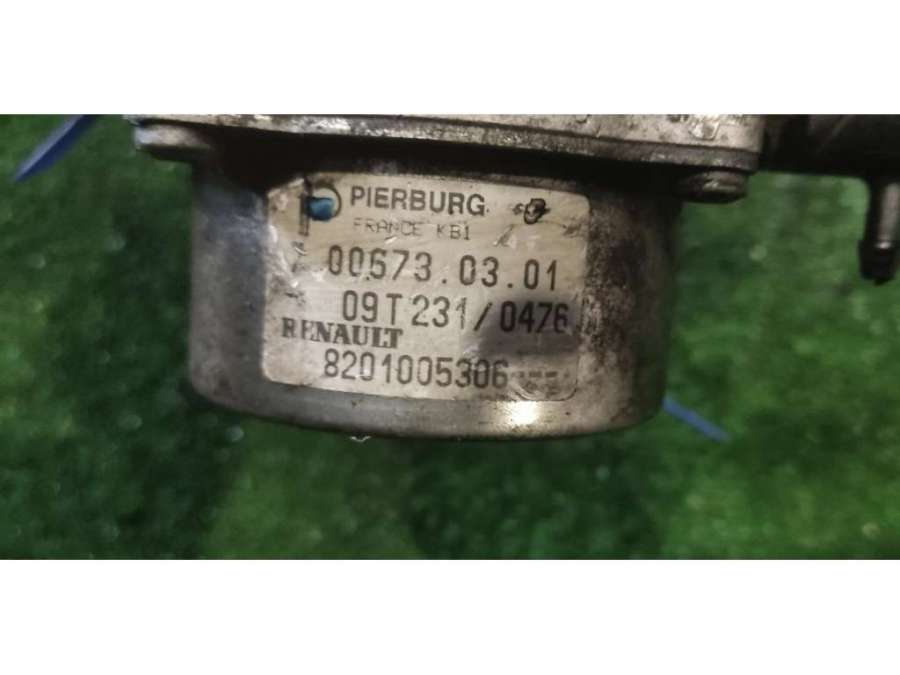 PIERBURG
FRANCE KB1
00673.03.01
09T231/0476
RENAULT
8201005306